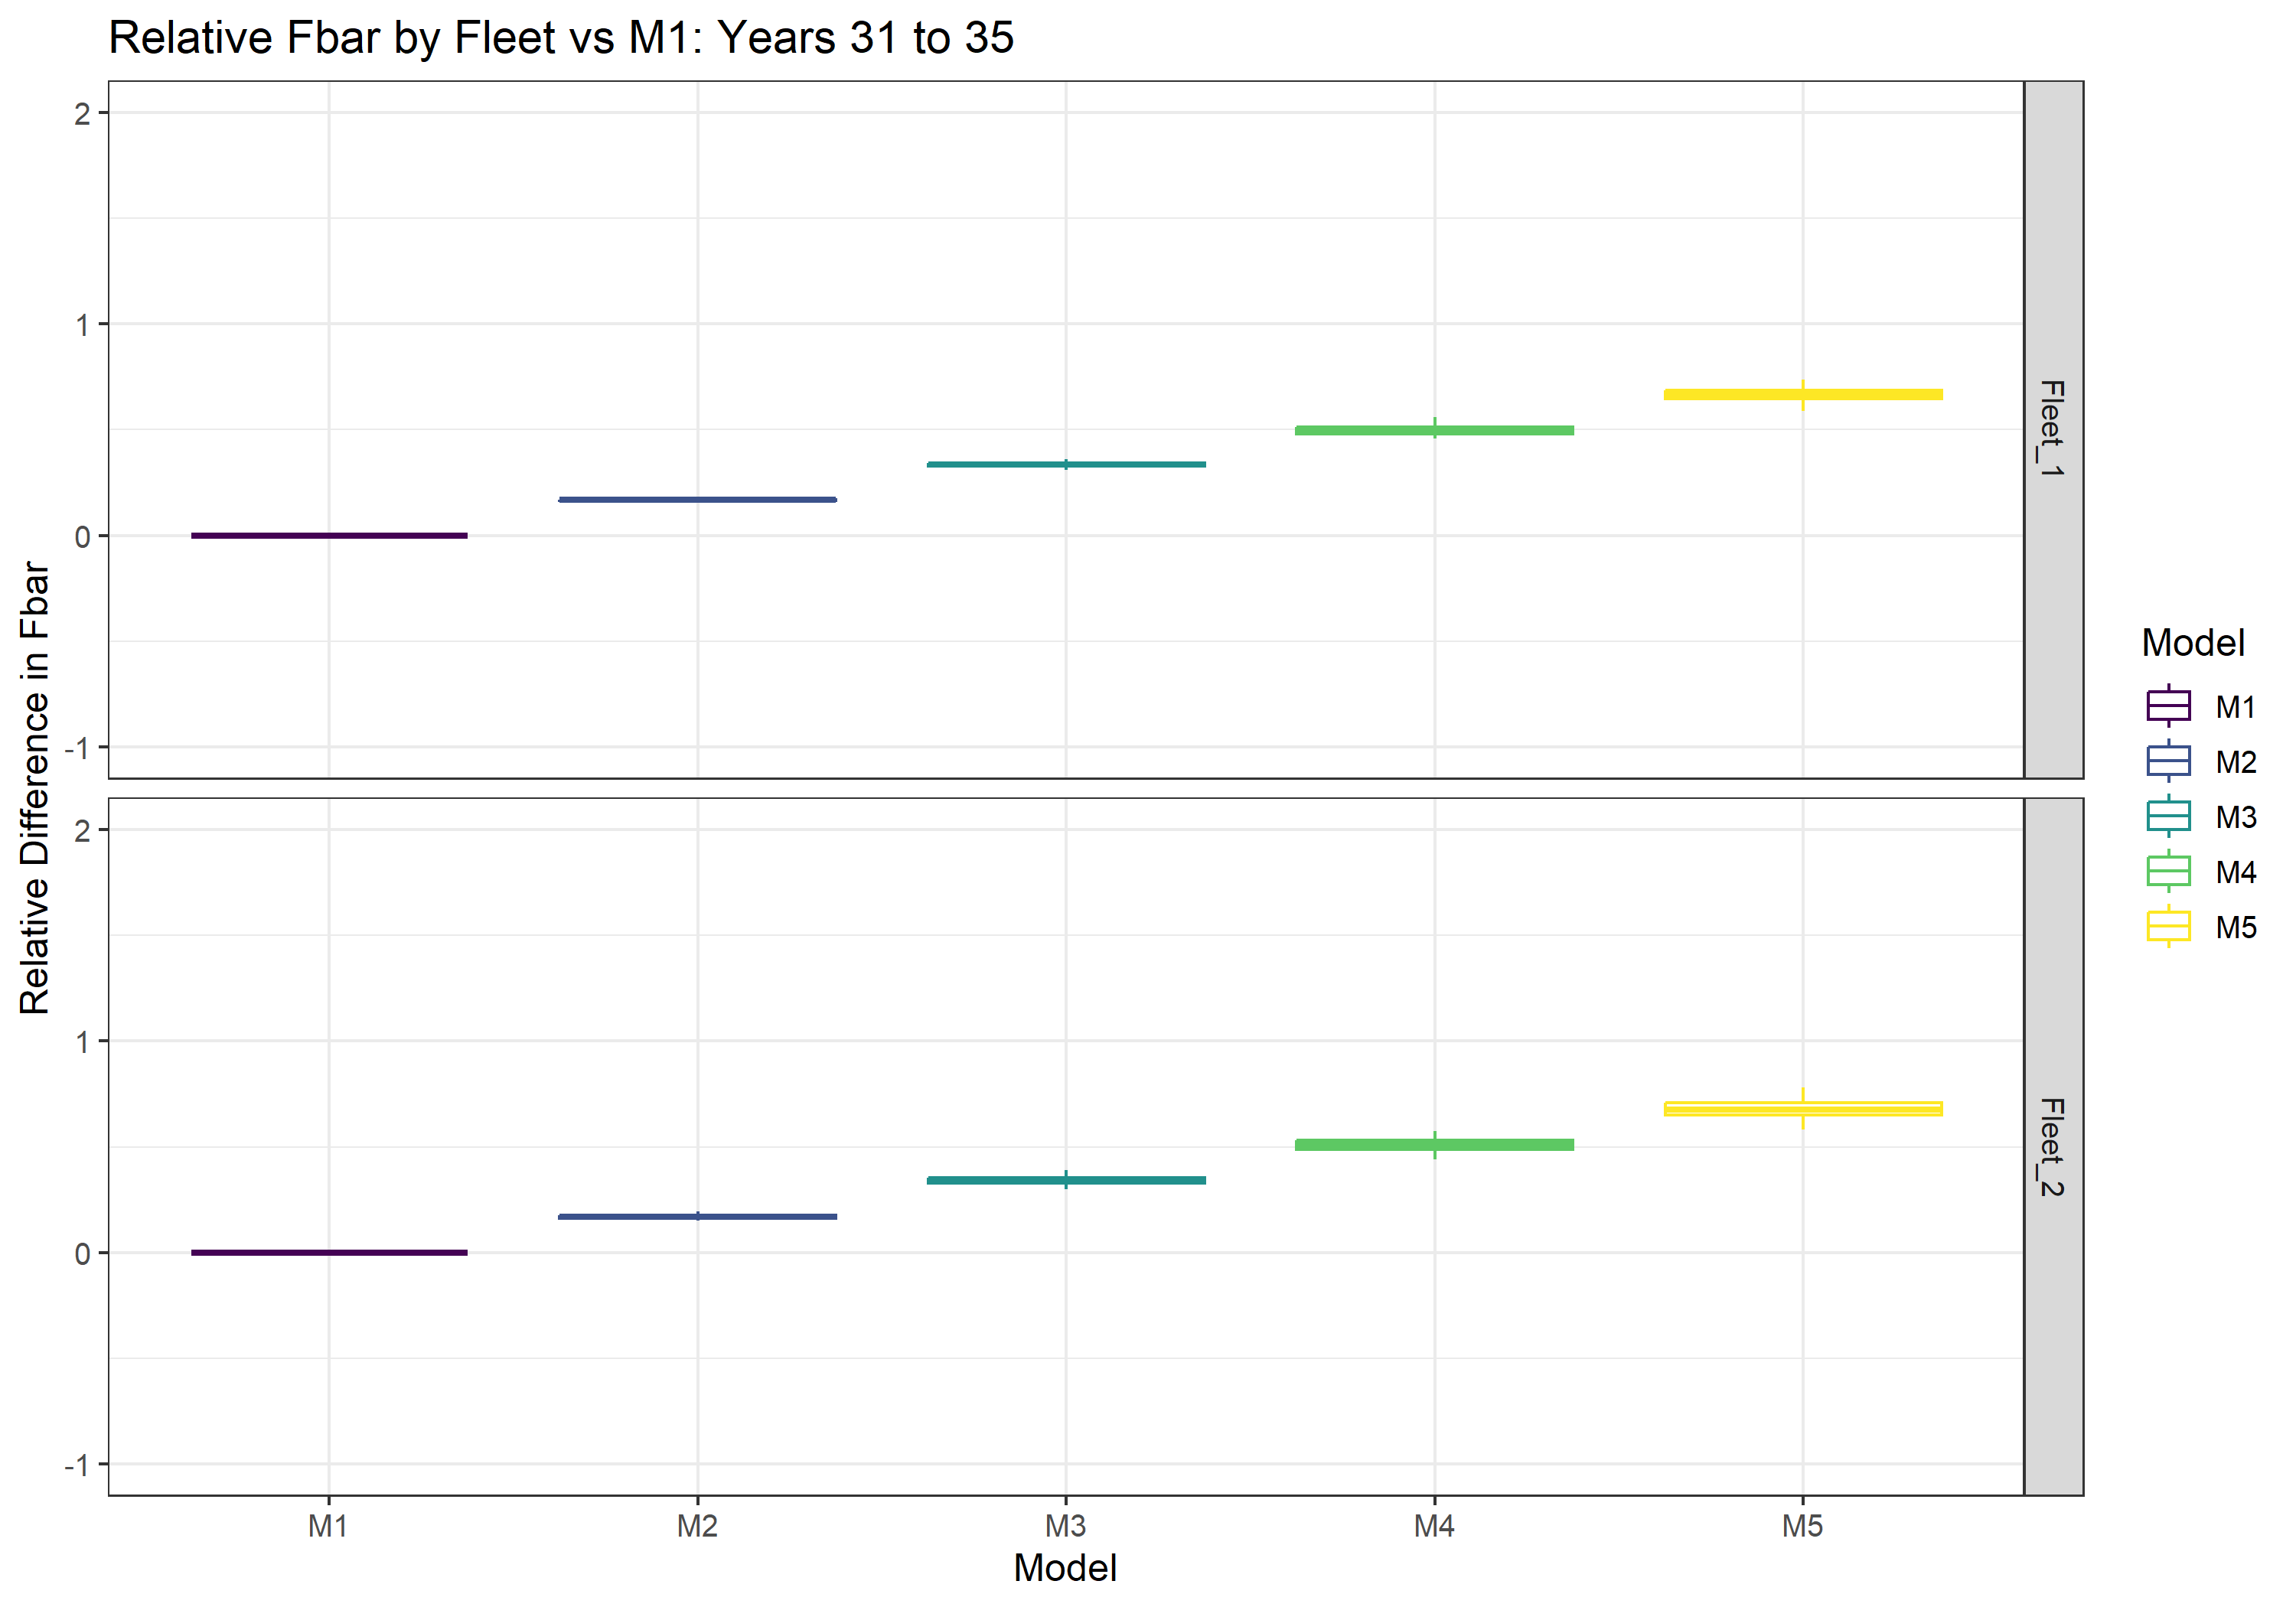 Relative Fbar by Fleet vs M1: Years 31 to 35
Relative Difference in Fbar
2
1
0
-1
Fleet_1
2
1
0
-1
Fleet_2
M1
M2
M3
M4
M5
Model
Model
M1
M2
M3
M4
M5